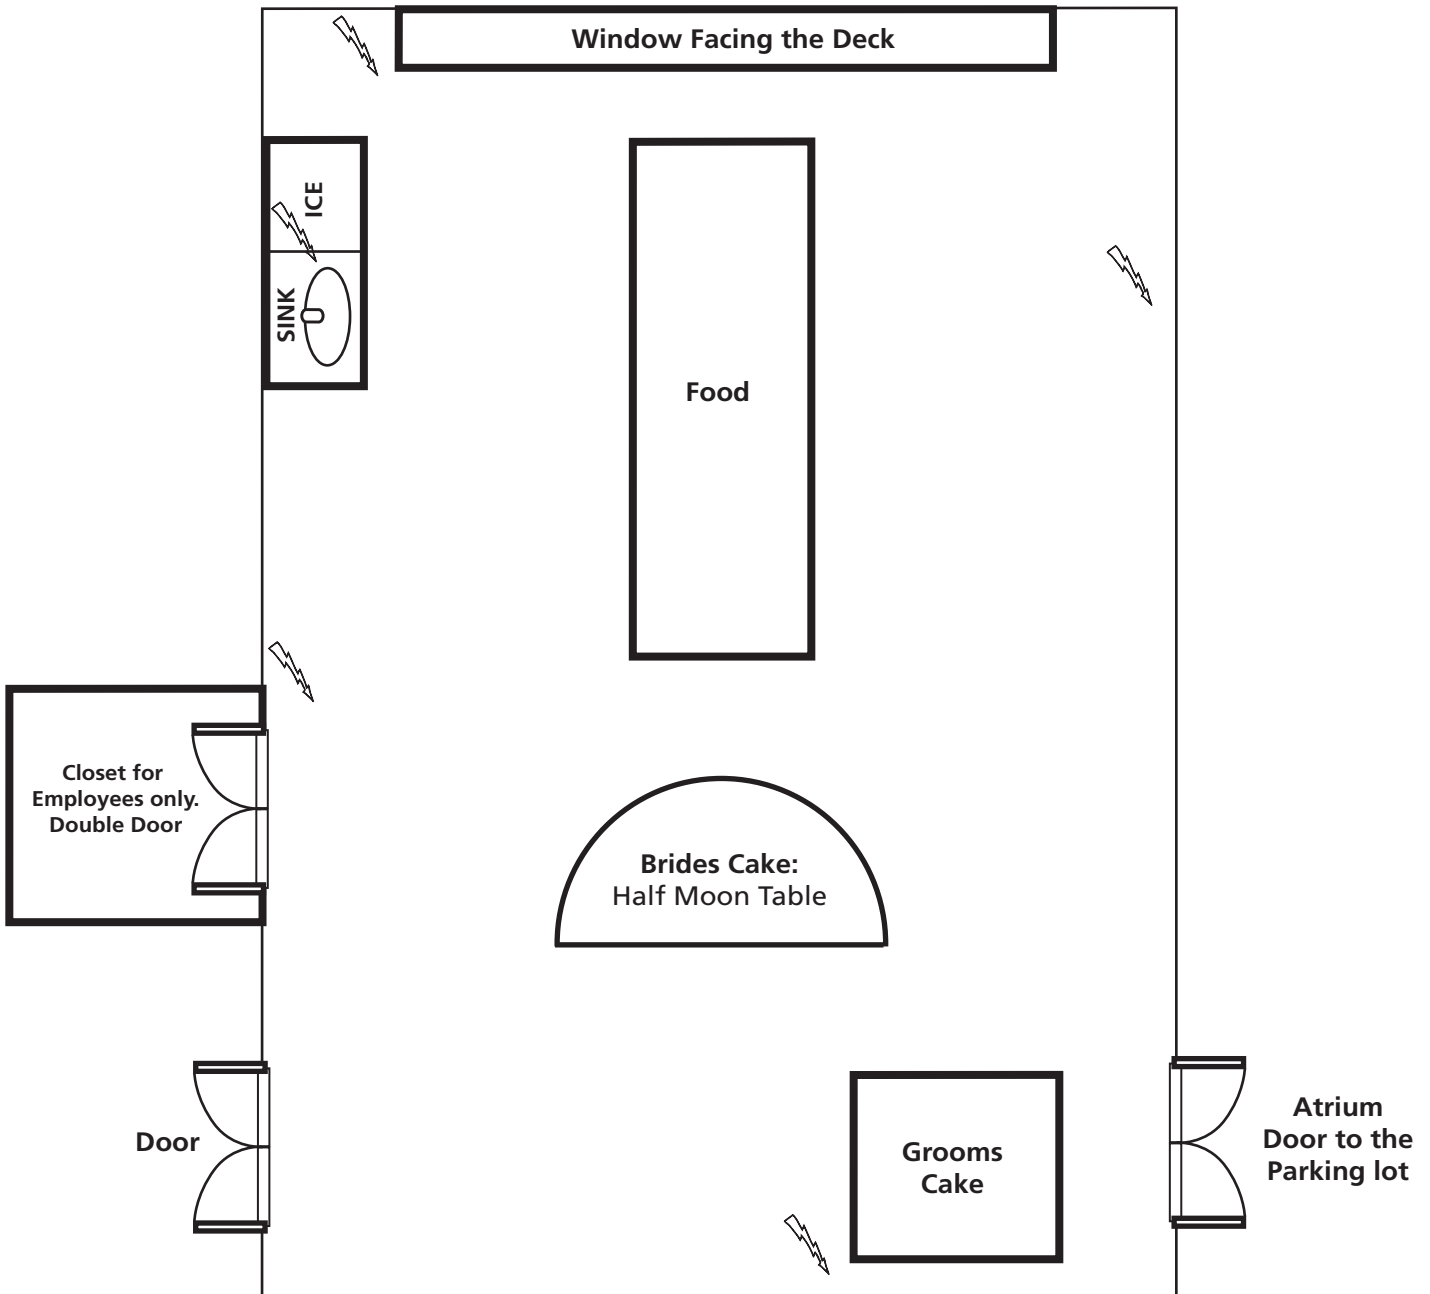 Window Facing the Deck
ICE
SINK
Food
Closet for
Employees only.
Double Door
Brides Cake:
Half Moon Table
Door
Grooms
Cake
Atrium
Door to the
Parking lot